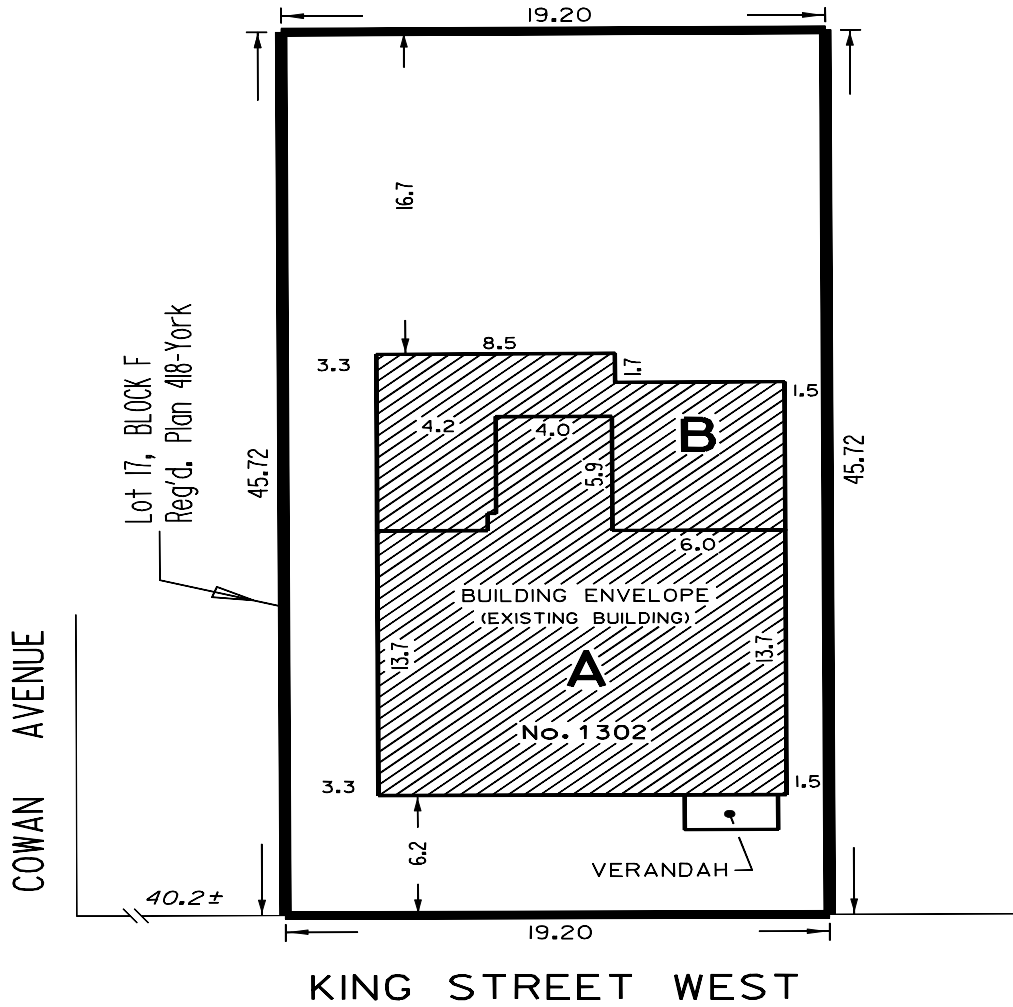 19.20
16.7
8.5
3.3
1.7
1.5
Lot 17, BLOCK F
Reg'd. Plan 418-York
45.72
45.72
4.2
4.0
B
5.9
6.0
BUILDING ENVELOPE
(EXISTING BUILDING)
13.7
13.7
A
No. 1302
3.3
1.5
6.2
VERANDAH
COWAN AVENUE
40.2±
19.20
KING STREET WEST